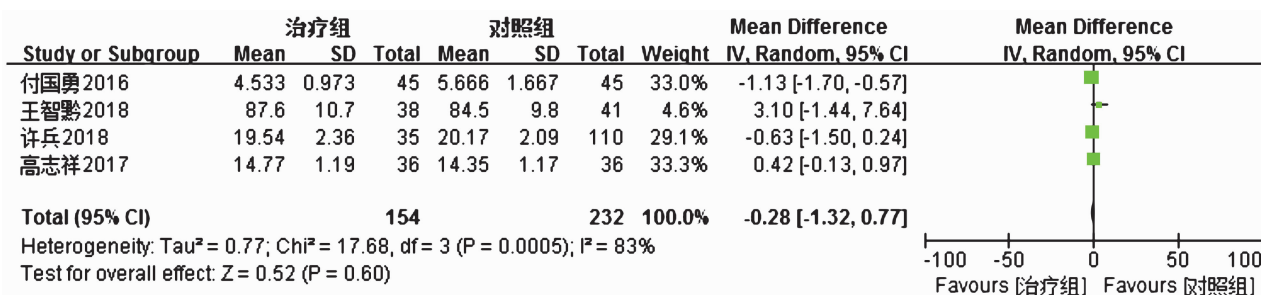 治疗组 对照组 Mean Difference Mean Difference
Study or Subgroup Mean SD Total Mean SD Total Weight IV, Random, 95% CI IV, Random, 95% CI
付国勇2016 4.533 0.973 45 5.666 1.667 45 33.0% -1.13 [-1.70, -0.57]
王智黔2018 87.6 10.7 38 84.5 9.8 41 4.6% 3.10 [-1.44, 7.64]
许兵2018 19.54 2.36 35 20.17 2.09 110 29.1% -0.63 [-1.50, 0.24]
高志祥2017 14.77 1.19 36 14.35 1.17 36 33.3% 0.42 [-0.13, 0.97]
Total (95% CI) 154 232 100.0% -0.28 [-1.32, 0.77]
Heterogeneity: Tau² = 0.77; Chi² = 17.68, df = 3 (P = 0.0005); I² = 83%
Test for overall effect: Z = 0.52 (P = 0.60)
-100 -50 0 50 100
Favours [治疗组] Favours [对照组]